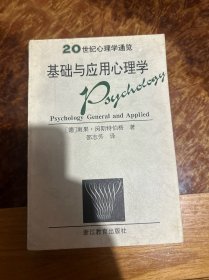 20世纪心理学通览
基础与应用心理学
Psychology
Psychology General and Applied
[德]雨果·闵斯特伯格 著
邵志芳 译
浙江教育出版社